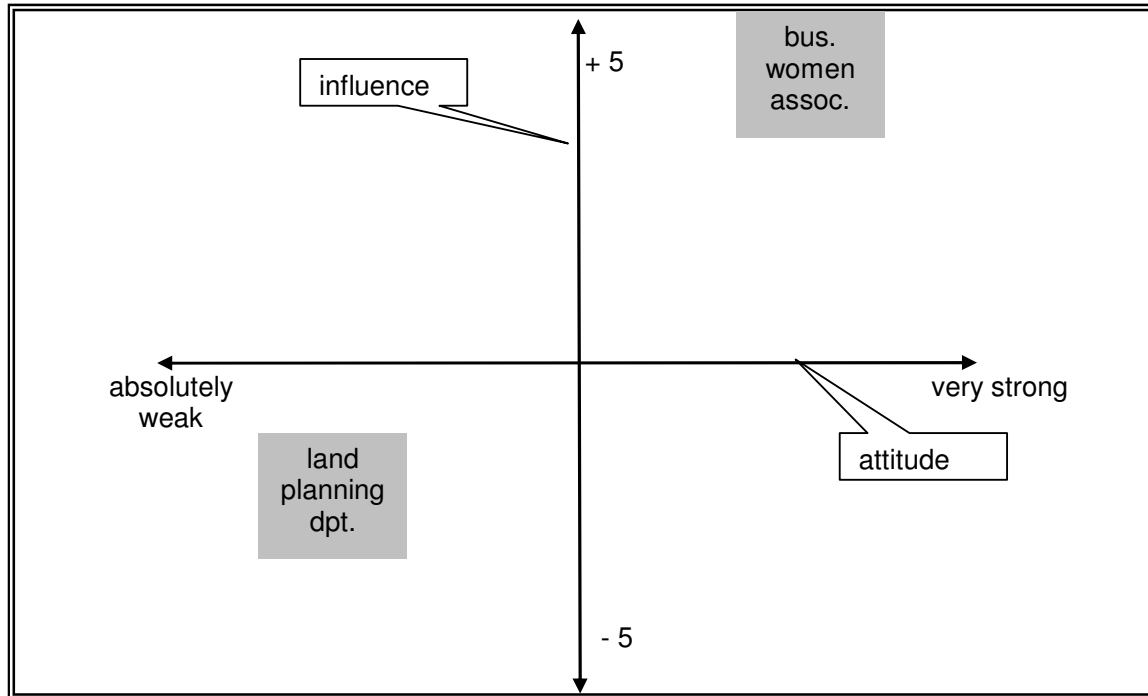 bus.
women
assoc.
+ 5
influence
absolutely
weak
very strong
attitude
land
planning
dpt.
- 5